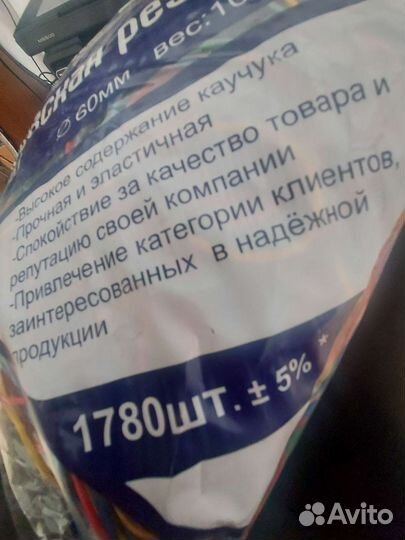 ⌀ 60мм вес:
-Высокое содержание каучука
-Прочная и эластичная
-Спокойствие за качество товара и
репутацию своей компании
-Привлечение категории клиентов,
заинтересованных в надёжной
продукции
1780шт. ± 5% *
Avito